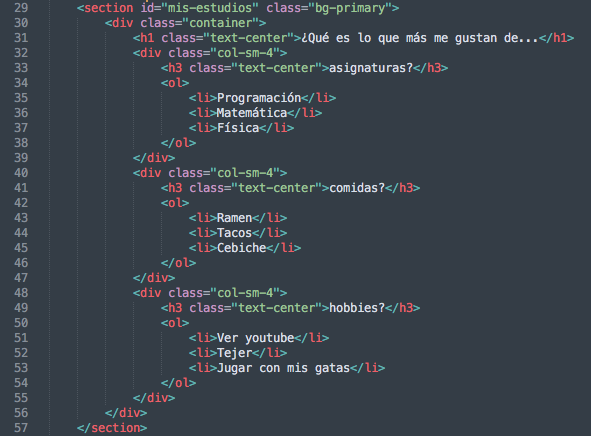 29 <section id="mis-estudios" class="bg-primary">
30 <div class="container">
31 <h1 class="text-center">¿Qué es lo que más me gustan de...</h1>
32 <div class="col-sm-4">
33 <h3 class="text-center">asignaturas?</h3>
34 <ol>
35 <li>Programación</li>
36 <li>Matemática</li>
37 <li>Física</li>
38 </ol>
39 </div>
40 <div class="col-sm-4">
41 <h3 class="text-center">comidas?</h3>
42 <ol>
43 <li>Ramen</li>
44 <li>Tacos</li>
45 <li>Cebiche</li>
46 </ol>
47 </div>
48 <div class="col-sm-4">
49 <h3 class="text-center">hobbies?</h3>
50 <ol>
51 <li>Ver youtube</li>
52 <li>Tejer</li>
53 <li>Jugar con mis gatas</li>
54 </ol>
55 </div>
56 </div>
57 </section>